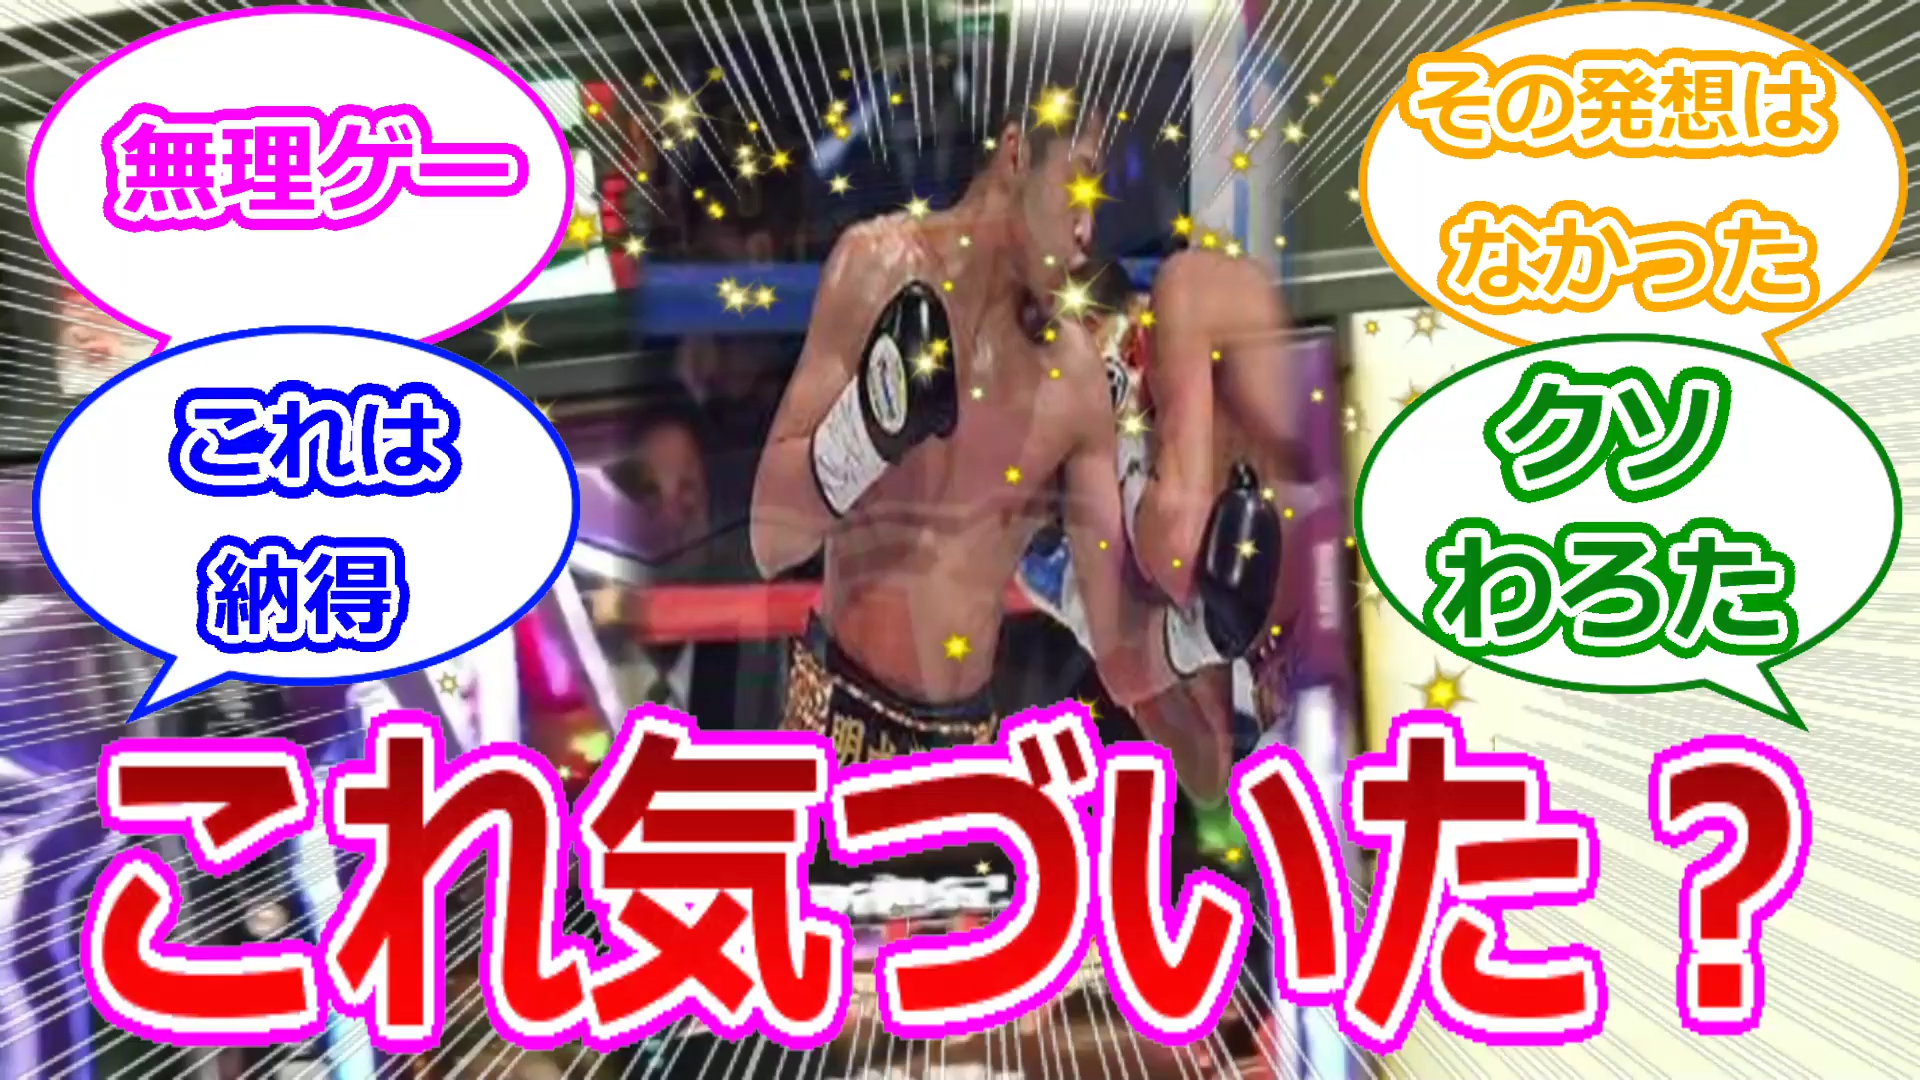 無理ゲー
これは
納得
その発想は
なかった
クソ
わろた
これ気づいた？